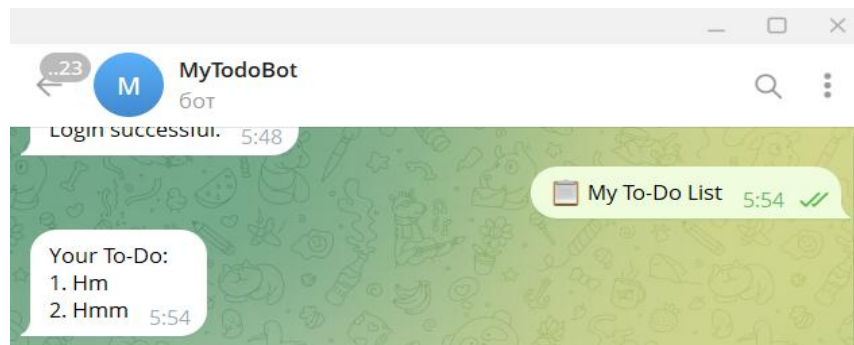 ..23
M
MyTodoBot
бот
Login successful.
5:48
📋 My To-Do List
5:54
Your To-Do:
1. Hm
2. Hmm
5:54